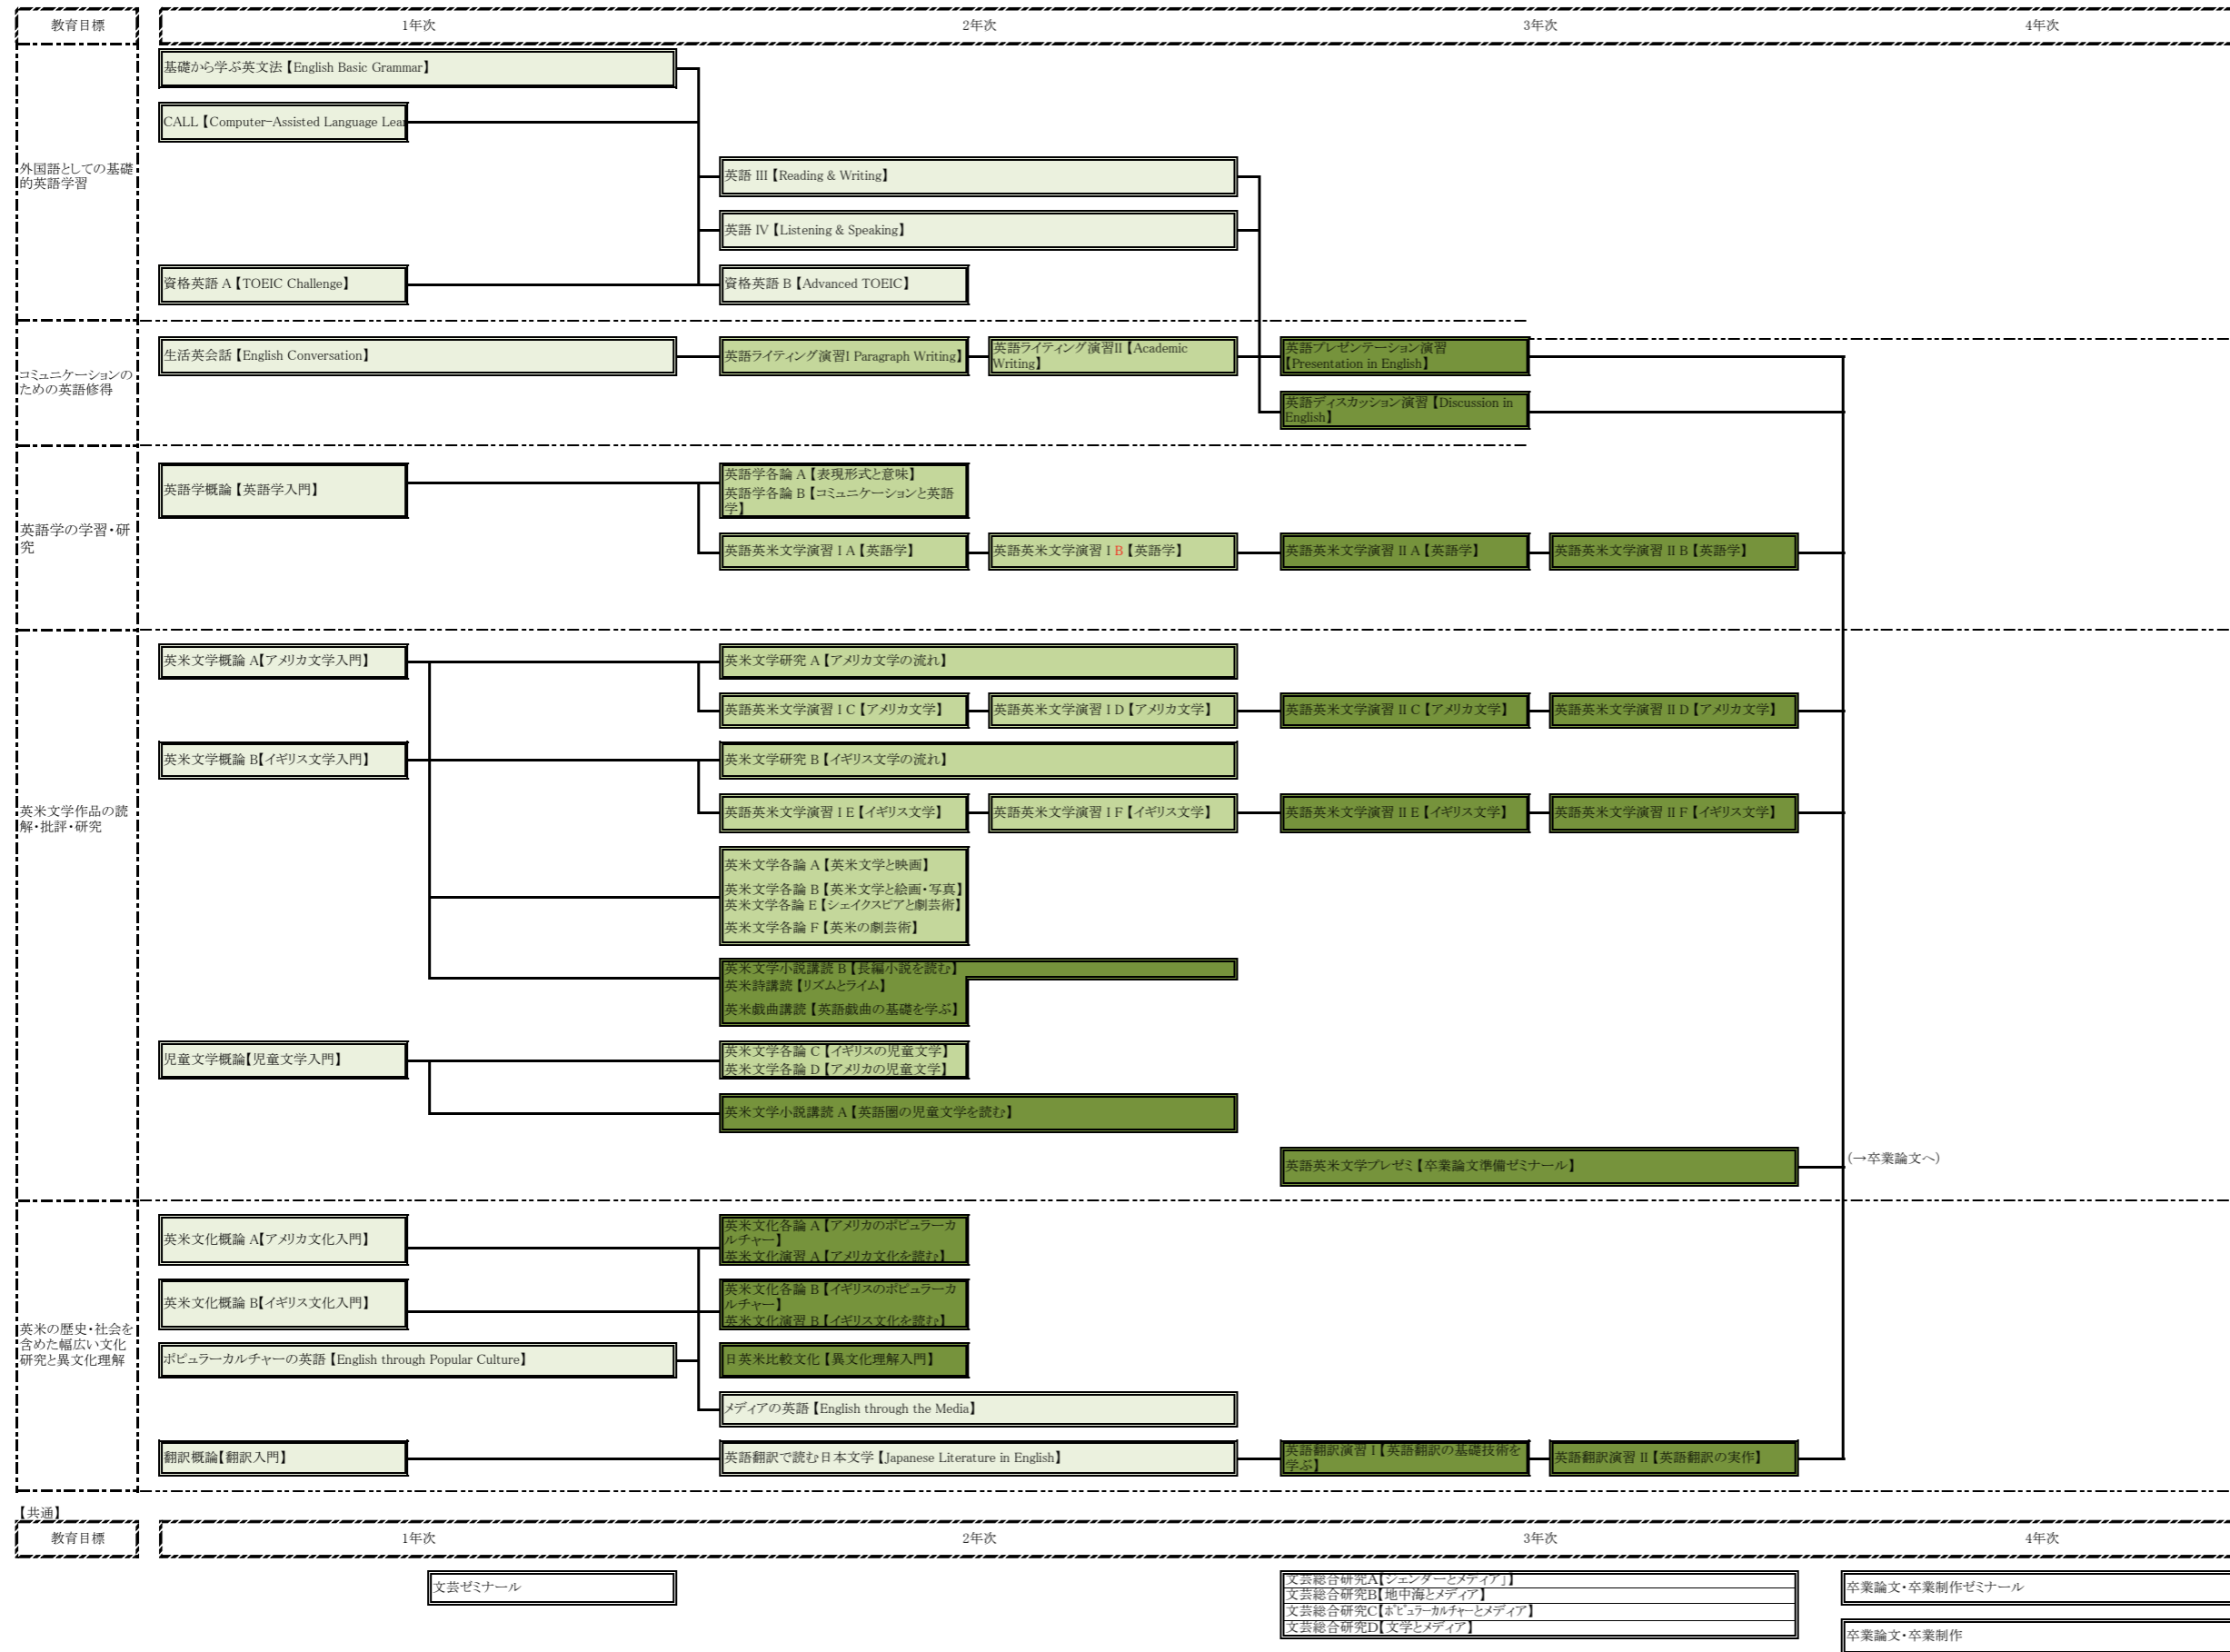 教育目標
1年次
2年次
3年次
4年次
基礎から学ぶ英文法【English Basic Grammar】
CALL【Computer-Assisted Language Lear
外国語としての基礎
的英語学習
英語 III【Reading & Writing】
英語 IV【Listening & Speaking】
資格英語 A【TOEIC Challenge】
資格英語 B【Advanced TOEIC】
コミュニケーションの
ための英語修得
生活英会話【English Conversation】
英語ライティング演習I Paragraph Writing】
英語ライティング演習II【Academic
Writing】
英語プレゼンテーション演習
【Presentation in English】
英語ディスカッション演習【Discussion in
English】
英語学の学習・研
究
英語学概論【英語学入門】
英語学各論 A【表現形式と意味】
英語学各論 B【コミュニケーションと英語
学】
英語英米文学演習 I A【英語学】
英語英米文学演習 I B【英語学】
英語英米文学演習 II A【英語学】
英語英米文学演習 II B【英語学】
英米文学作品の読
解・批評・研究
英米文学概論 A【アメリカ文学入門】
英米文学研究 A【アメリカ文学の流れ】
英語英米文学演習 I C【アメリカ文学】
英語英米文学演習 I D【アメリカ文学】
英語英米文学演習 II C【アメリカ文学】
英語英米文学演習 II D【アメリカ文学】
英米文学概論 B【イギリス文学入門】
英米文学研究 B【イギリス文学の流れ】
英語英米文学演習 I E【イギリス文学】
英語英米文学演習 I F【イギリス文学】
英語英米文学演習 II E【イギリス文学】
英語英米文学演習 II F【イギリス文学】
英米文学各論 A【英米文学と映画】
英米文学各論 B【英米文学と絵画・写真】
英米文学各論 E【シェイクスピアと劇芸術】
英米文学各論 F【英米の劇芸術】
英米文学小説講読 B【長編小説を読む】
英米詩講読【リズムとライム】
英米戯曲講読【英語戯曲の基礎を学ぶ】
児童文学概論【児童文学入門】
英米文学各論 C【イギリスの児童文学】
英米文学各論 D【アメリカの児童文学】
英米文学小説講読 A【英語圏の児童文学を読む】
英語英米文学プレゼミ【卒業論文準備ゼミナール】
(→卒業論文へ)
英米の歴史・社会を
含めた幅広い文化
研究と異文化理解
英米文化概論 A【アメリカ文化入門】
英米文化各論 A【アメリカのポピュラーカ
ルチャー】
英米文化演習 A【アメリカ文化を読む】
英米文化概論 B【イギリス文化入門】
英米文化各論 B【イギリスのポピュラーカ
ルチャー】
英米文化演習 B【イギリス文化を読む】
ポピュラーカルチャーの英語【English through Popular Culture】
日英米比較文化【異文化理解入門】
メディアの英語【English through the Media】
翻訳概論【翻訳入門】
英語翻訳で読む日本文学【Japanese Literature in English】
英語翻訳演習 I【英語翻訳の基礎技術を
学ぶ】
英語翻訳演習 II【英語翻訳の実作】
【共通】
教育目標
1年次
2年次
3年次
4年次
文芸ゼミナール
文芸総合研究A【ジェンダーとメディア」】
文芸総合研究B【地中海とメディア】
文芸総合研究C【ポピュラーカルチャーとメディア】
文芸総合研究D【文学とメディア】
卒業論文・卒業制作ゼミナール
卒業論文・卒業制作